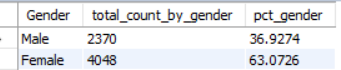 Gender total_count_by_gender pct_gender
Male 2370 36.9274
Female 4048 63.0726